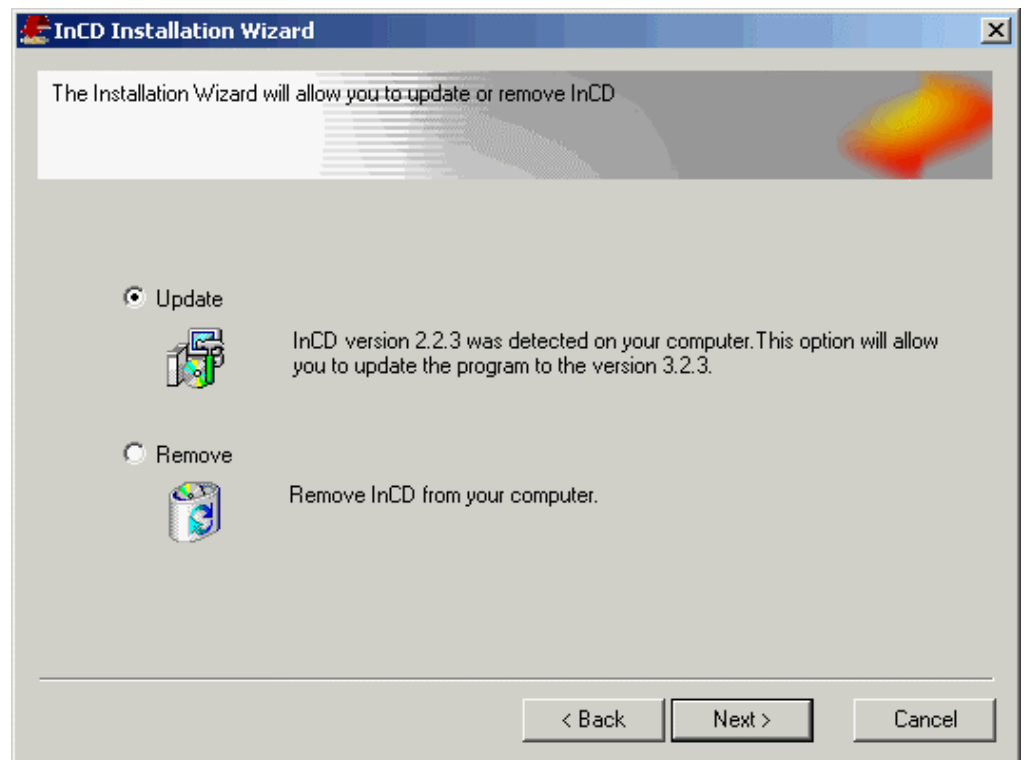 InCD Installation Wizard
The Installation Wizard will allow you to update or remove InCD
Update
InCD version 2.2.3 was detected on your computer.This option will allow
you to update the program to the version 3.2.3.
Remove
Remove InCD from your computer.
< Back
Next >
Cancel